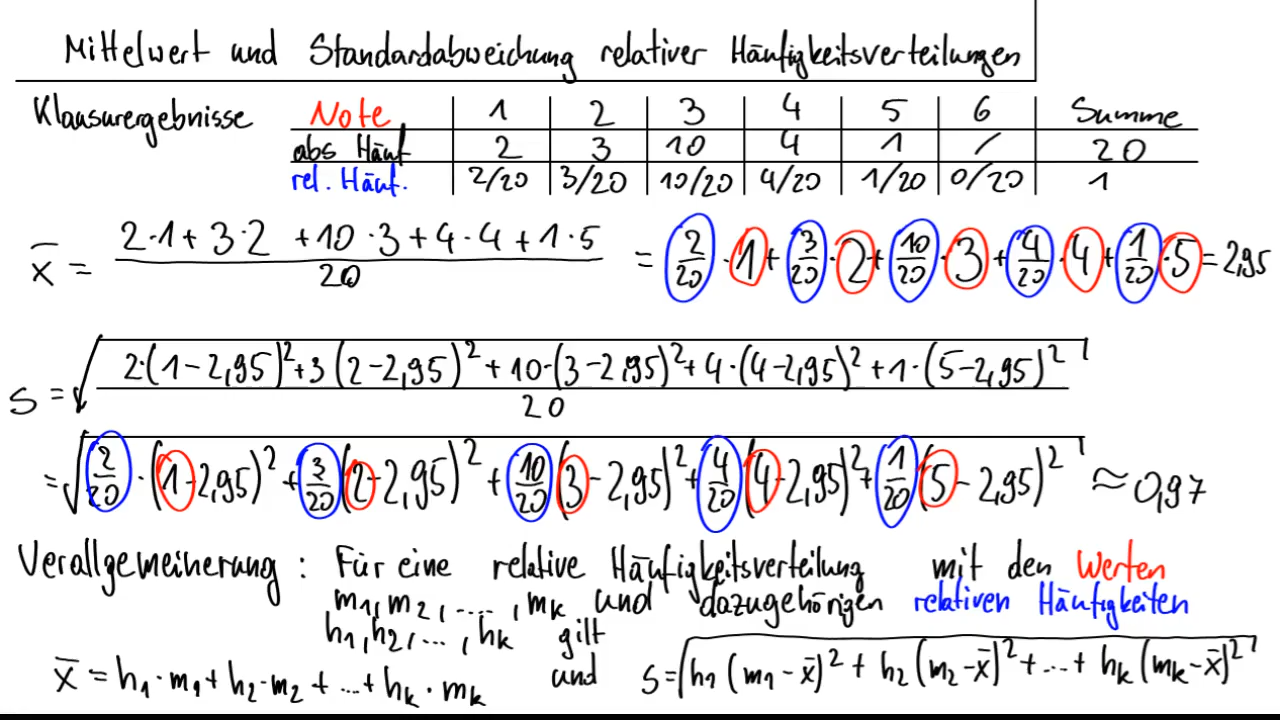 Mittelwert und Standardabweichung relativer Häufigkeitsverteilungen
Klausurergebnisse Note 1 2 3 4 5 6 Summe
abs Häuf 2 3 10 4 1 / 20
rel. Häuf. 2/20 3/20 10/20 4/20 1/20 0/20 1
x̄ = (2·1 + 3·2 + 10·3 + 4·4 + 1·5)/20 = 2/20 · 1 + 3/20 · 2 + 10/20 · 3 + 4/20 · 4 + 1/20 · 5 = 2,95
s = √((2·(1-2,95)² + 3(2-2,95)² + 10·(3-2,95)² + 4·(4-2,95)² + 1·(5-2,95)²)/20)
= √(2/20 · (1-2,95)² + 3/20 (2-2,95)² + 10/20 (3-2,95)² + 4/20 (4-2,95)² + 1/20 (5-2,95)²) ≈ 0,97
Verallgemeinerung : Für eine relative Häufigkeitsverteilung mit den Werten
m₁, m₂, ...., mₖ und dazugehörigen relativen Häufigkeiten
h₁, h₂, ..., hₖ gilt
x̄ = h₁ · m₁ + h₂ · m₂ + ... + hₖ · mₖ und s = √(h₁ (m₁ - x̄)² + h₂ (m₂ - x̄)² + ... + hₖ (mₖ - x̄)²)